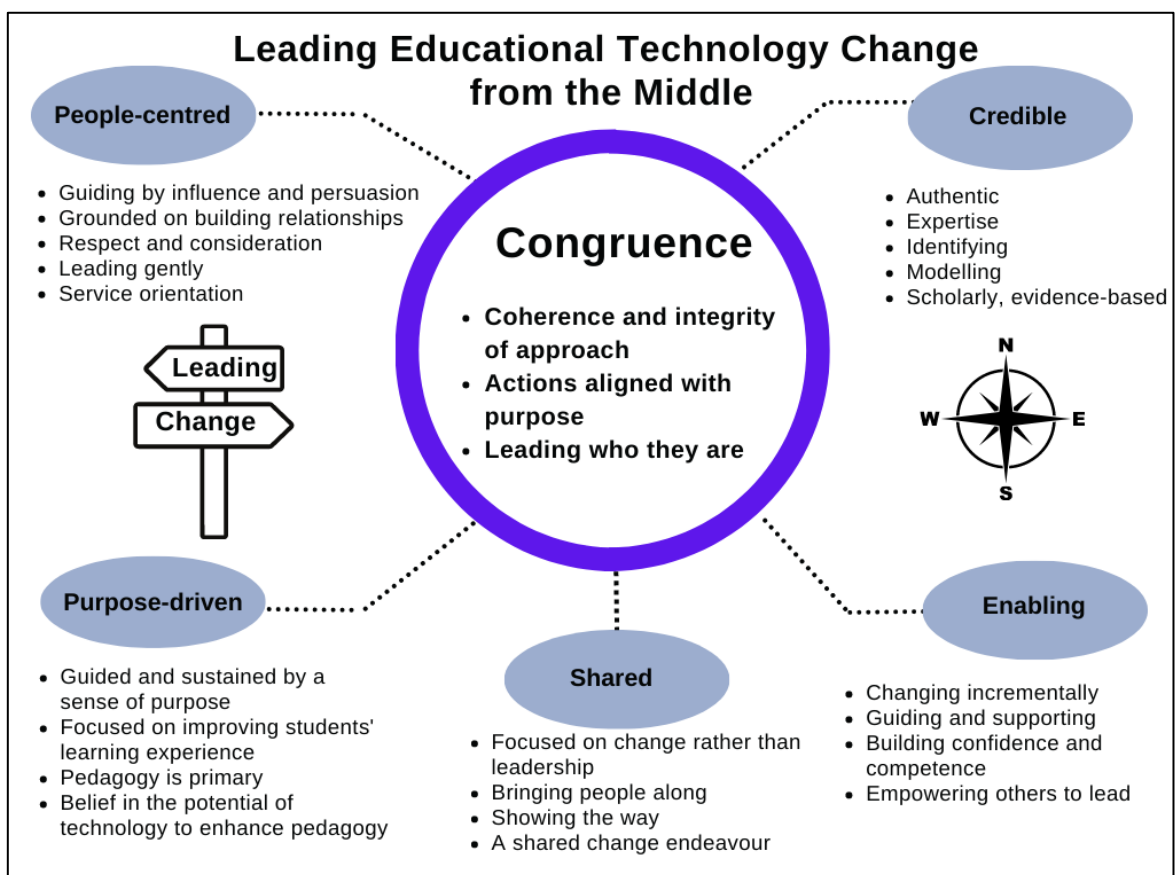 Leading Educational Technology Change
from the Middle
People-centred
• Guiding by influence and persuasion
• Grounded on building relationships
• Respect and consideration
• Leading gently
• Service orientation
Credible
• Authentic
• Expertise
• Identifying
• Modelling
• Scholarly, evidence-based
Congruence
• Coherence and integrity
of approach
• Actions aligned with
purpose
• Leading who they are
Leading
Change
N
W
E
S
Purpose-driven
• Guided and sustained by a
sense of purpose
• Focused on improving students'
learning experience
• Pedagogy is primary
• Belief in the potential of
technology to enhance pedagogy
Shared
• Focused on change rather than
leadership
• Bringing people along
• Showing the way
• A shared change endeavour
Enabling
• Changing incrementally
• Guiding and supporting
• Building confidence and
competence
• Empowering others to lead